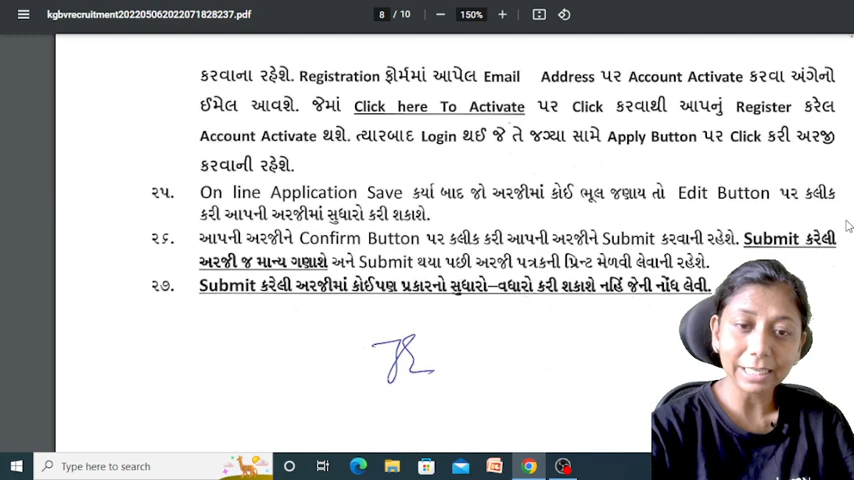 kgbvrecruitment202205062022071828237.pdf
8 / 10
150%
કરવાના રહેશે. Registration ફોર્મમાં આપેલ Email Address પર Account Activate કરવા અંગેનો
ઈમેલ આવશે. જેમાં Click here To Activate પર Click કરવાથી આપનું Register કરેલ
Account Activate થશે. ત્યારબાદ Login થઈ જે તે જગ્યા સામે Apply Button પર Click કરી અરજી
કરવાની રહેશે.
૨૫. On line Application Save કર્યા બાદ જો અરજીમાં કોઈ ભૂલ જણાય તો Edit Button પર કલીક
કરી આપની અરજીમાં સુધારો કરી શકાશે.
૨૬. આપની અરજીને Confirm Button પર કલીક કરી આપની અરજીને Submit કરવાની રહેશે. Submit કરેલી
અરજી જ માન્ય ગણાશે અને Submit થયા પછી અરજી પત્રકની પ્રિન્ટ મેળવી લેવાની રહેશે.
૨૭. Submit કરેલી અરજીમાં કોઈપણ પ્રકારનો સુધારો–વધારો કરી શકાશે નહિં જેની નોંધ લેવી.
Type here to search